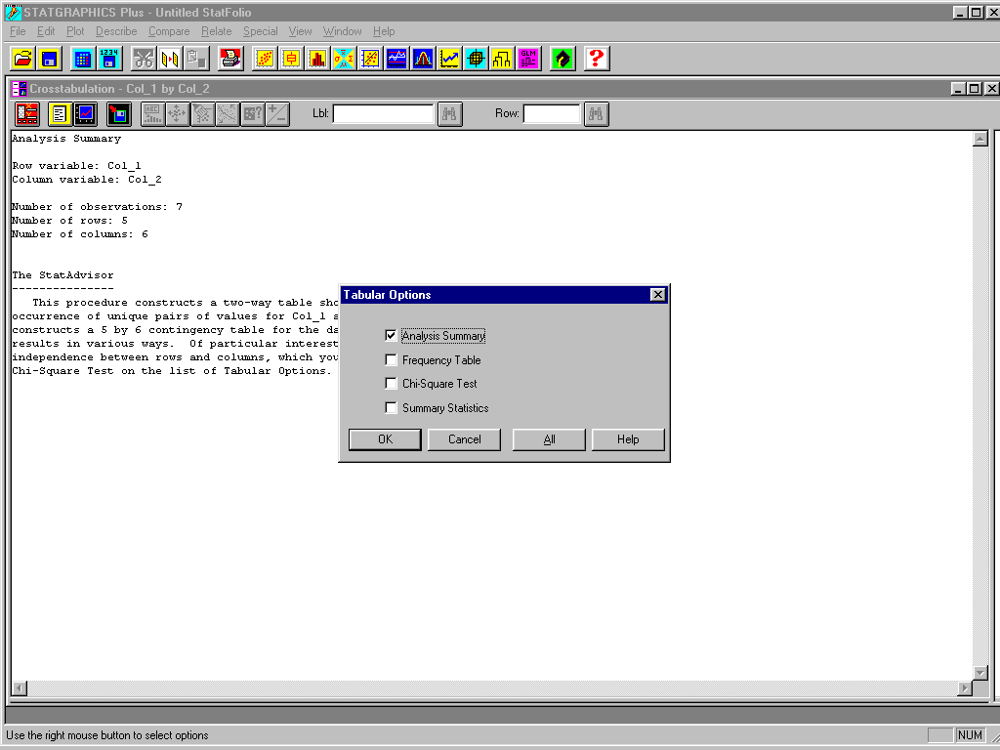 STATGRAPHICS Plus - Untitled StatFolio
File Edit Plot Describe Compare Relate Special View Window Help
1234
GLM
Crosstabulation - Col_1 by Col_2
ABC
Lbl:
Row:
Analysis Summary
Row variable: Col_1
Column variable: Col_2
Number of observations: 7
Number of rows: 5
Number of columns: 6
The StatAdvisor
---------------
This procedure constructs a two-way table sho
occurrence of unique pairs of values for Col_1 a
constructs a 5 by 6 contingency table for the da
results in various ways.  Of particular interest
independence between rows and columns, which you
Chi-Square Test on the list of Tabular Options.
Tabular Options
Analysis Summary
Frequency Table
Chi-Square Test
Summary Statistics
OK Cancel All Help
Use the right mouse button to select options
NUM